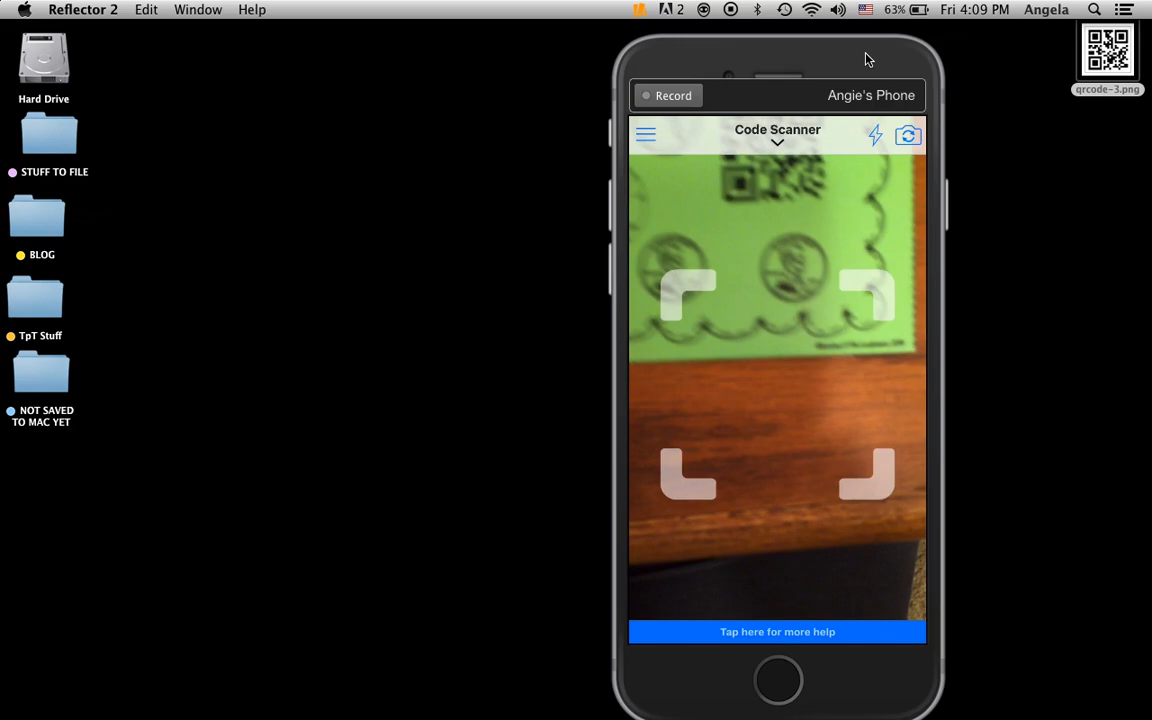 Reflector 2 Edit Window Help 2 63% Fri 4:09 PM Angela
Hard Drive
STUFF TO FILE
BLOG
TpT Stuff
NOT SAVED
TO MAC YET
qrcode-3.png
Record Angie's Phone
Code Scanner
Tap here for more help